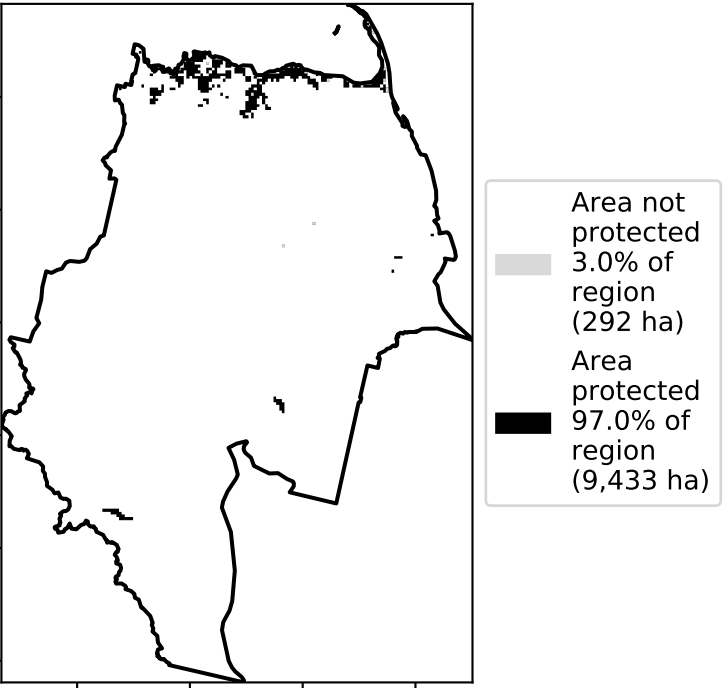 Area not
protected
3.0% of
region
(292 ha)
Area
protected
97.0% of
region
(9,433 ha)